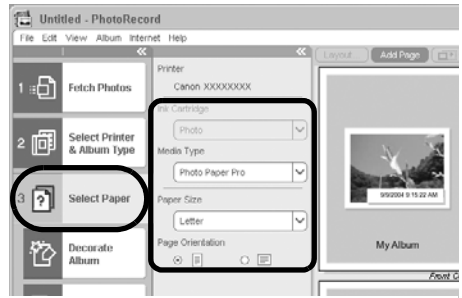 Untitled - PhotoRecord
File Edit View Album Internet Help
1 Fetch Photos
2 Select Printer
& Album Type
3 Select Paper
Decorate
Album
Printer
Canon XXXXXXXX
Ink Cartridge
Photo
Media Type
Photo Paper Pro
Paper Size
Letter
Page Orientation
Layout
Add Page
9/9/2004 9:15:22 AM
My Album
Front C